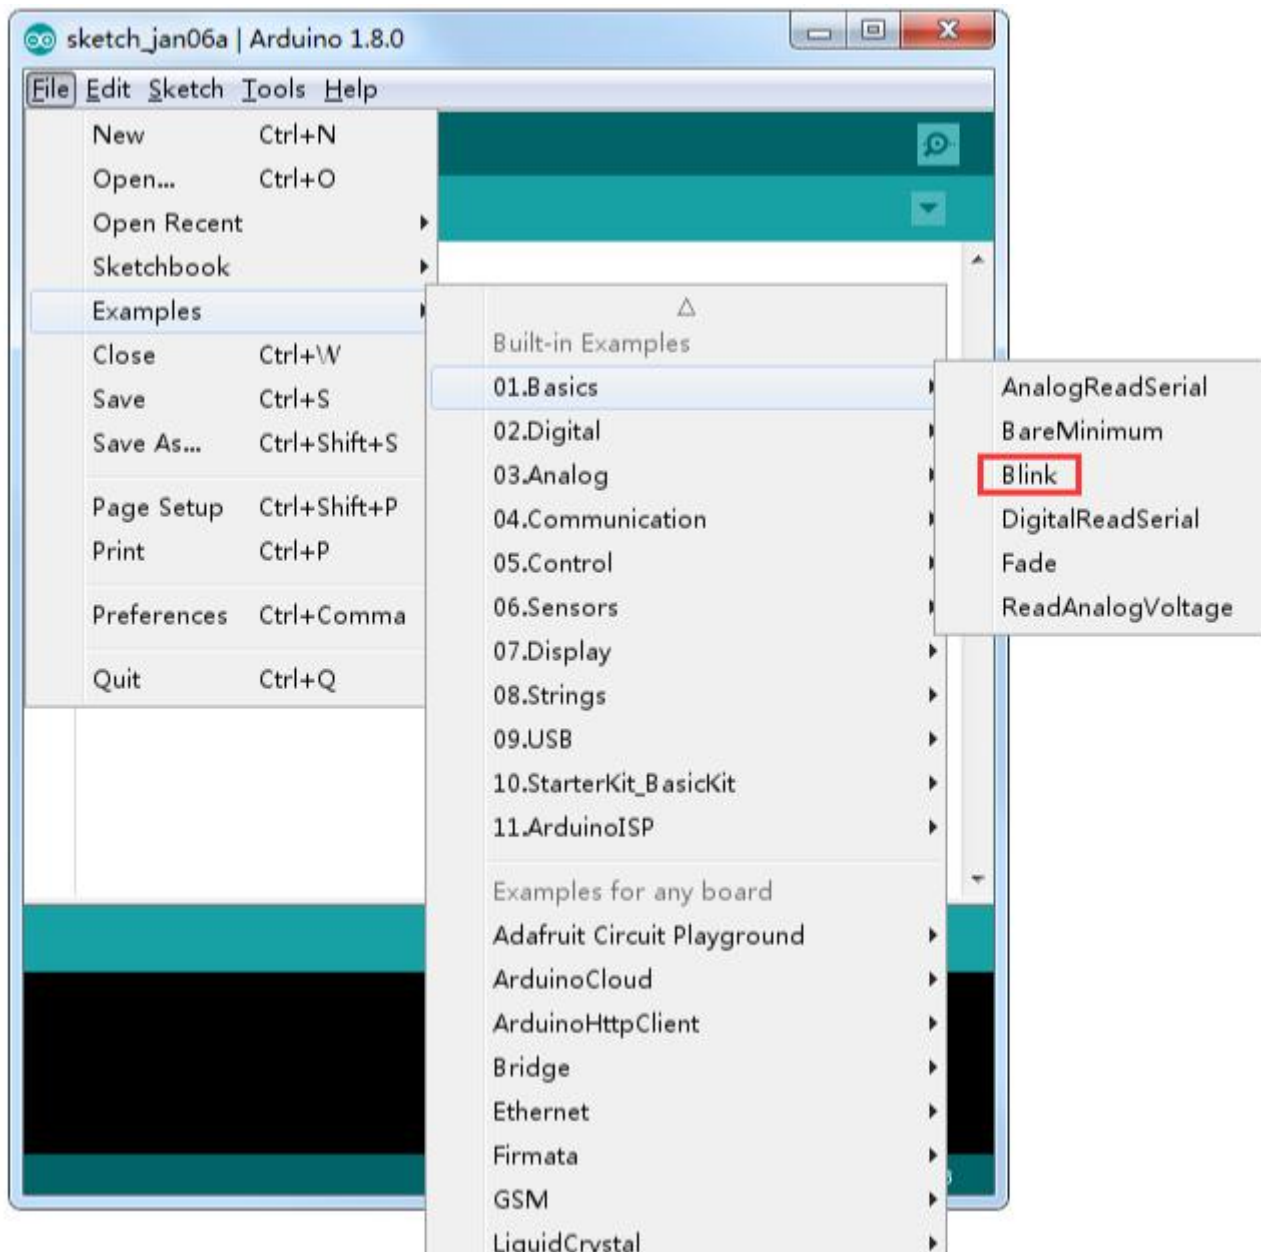 sketch_jan06a | Arduino 1.8.0
File Edit Sketch Tools Help
New Ctrl+N
Open... Ctrl+O
Open Recent
Sketchbook
Examples
Close Ctrl+W
Save Ctrl+S
Save As... Ctrl+Shift+S
Page Setup Ctrl+Shift+P
Print Ctrl+P
Preferences Ctrl+Comma
Quit Ctrl+Q
Built-in Examples
01.Basics
02.Digital
03.Analog
04.Communication
05.Control
06.Sensors
07.Display
08.Strings
09.USB
10.StarterKit_BasicKit
11.ArduinoISP
Examples for any board
Adafruit Circuit Playground
ArduinoCloud
ArduinoHttpClient
Bridge
Ethernet
Firmata
GSM
LiquidCrystal
AnalogReadSerial
BareMinimum
Blink
DigitalReadSerial
Fade
ReadAnalogVoltage